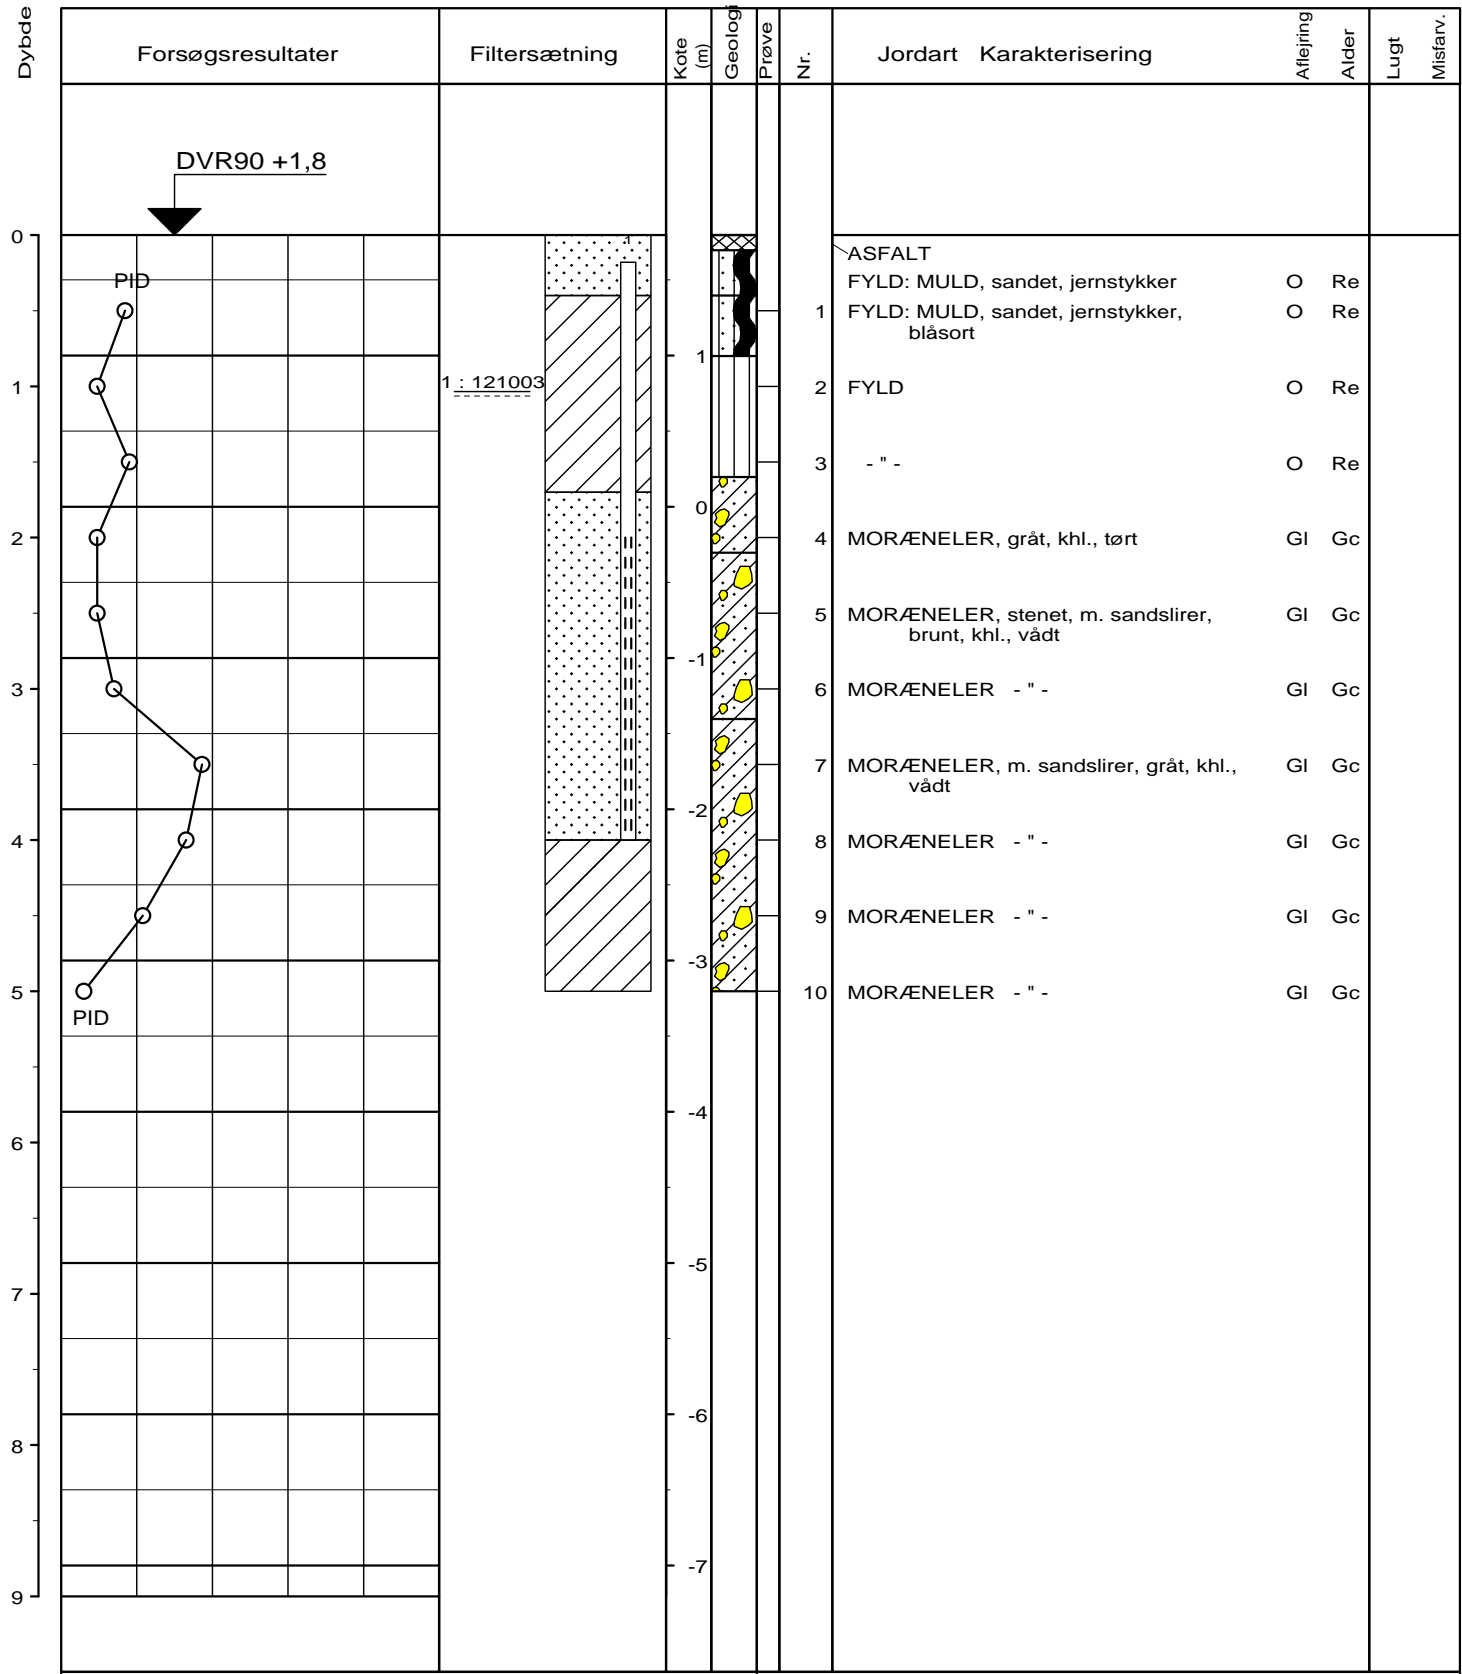 Dybde
Forsøgsresultater
Filtersætning
Kote (m)
Geologi
Prøve
Nr.
Jordart Karakterisering
Aflejring
Alder
Lugt
Misfarv.
DVR90 +1,8
0
1
ASFALT
PID
FYLD: MULD, sandet, jernstykker O Re
1 FYLD: MULD, sandet, jernstykker, O Re
blåsort
1
1
1 : 121003
2 FYLD O Re
3 - " - O Re
0
2
4 MORÆNELER, gråt, khl., tørt Gl Gc
5 MORÆNELER, stenet, m. sandslirer, Gl Gc
brunt, khl., vådt
-1
3
6 MORÆNELER - " - Gl Gc
7 MORÆNELER, m. sandslirer, gråt, khl., Gl Gc
vådt
-2
4
8 MORÆNELER - " - Gl Gc
9 MORÆNELER - " - Gl Gc
-3
5
10 MORÆNELER - " - Gl Gc
PID
-4
6
-5
7
-6
8
-7
9